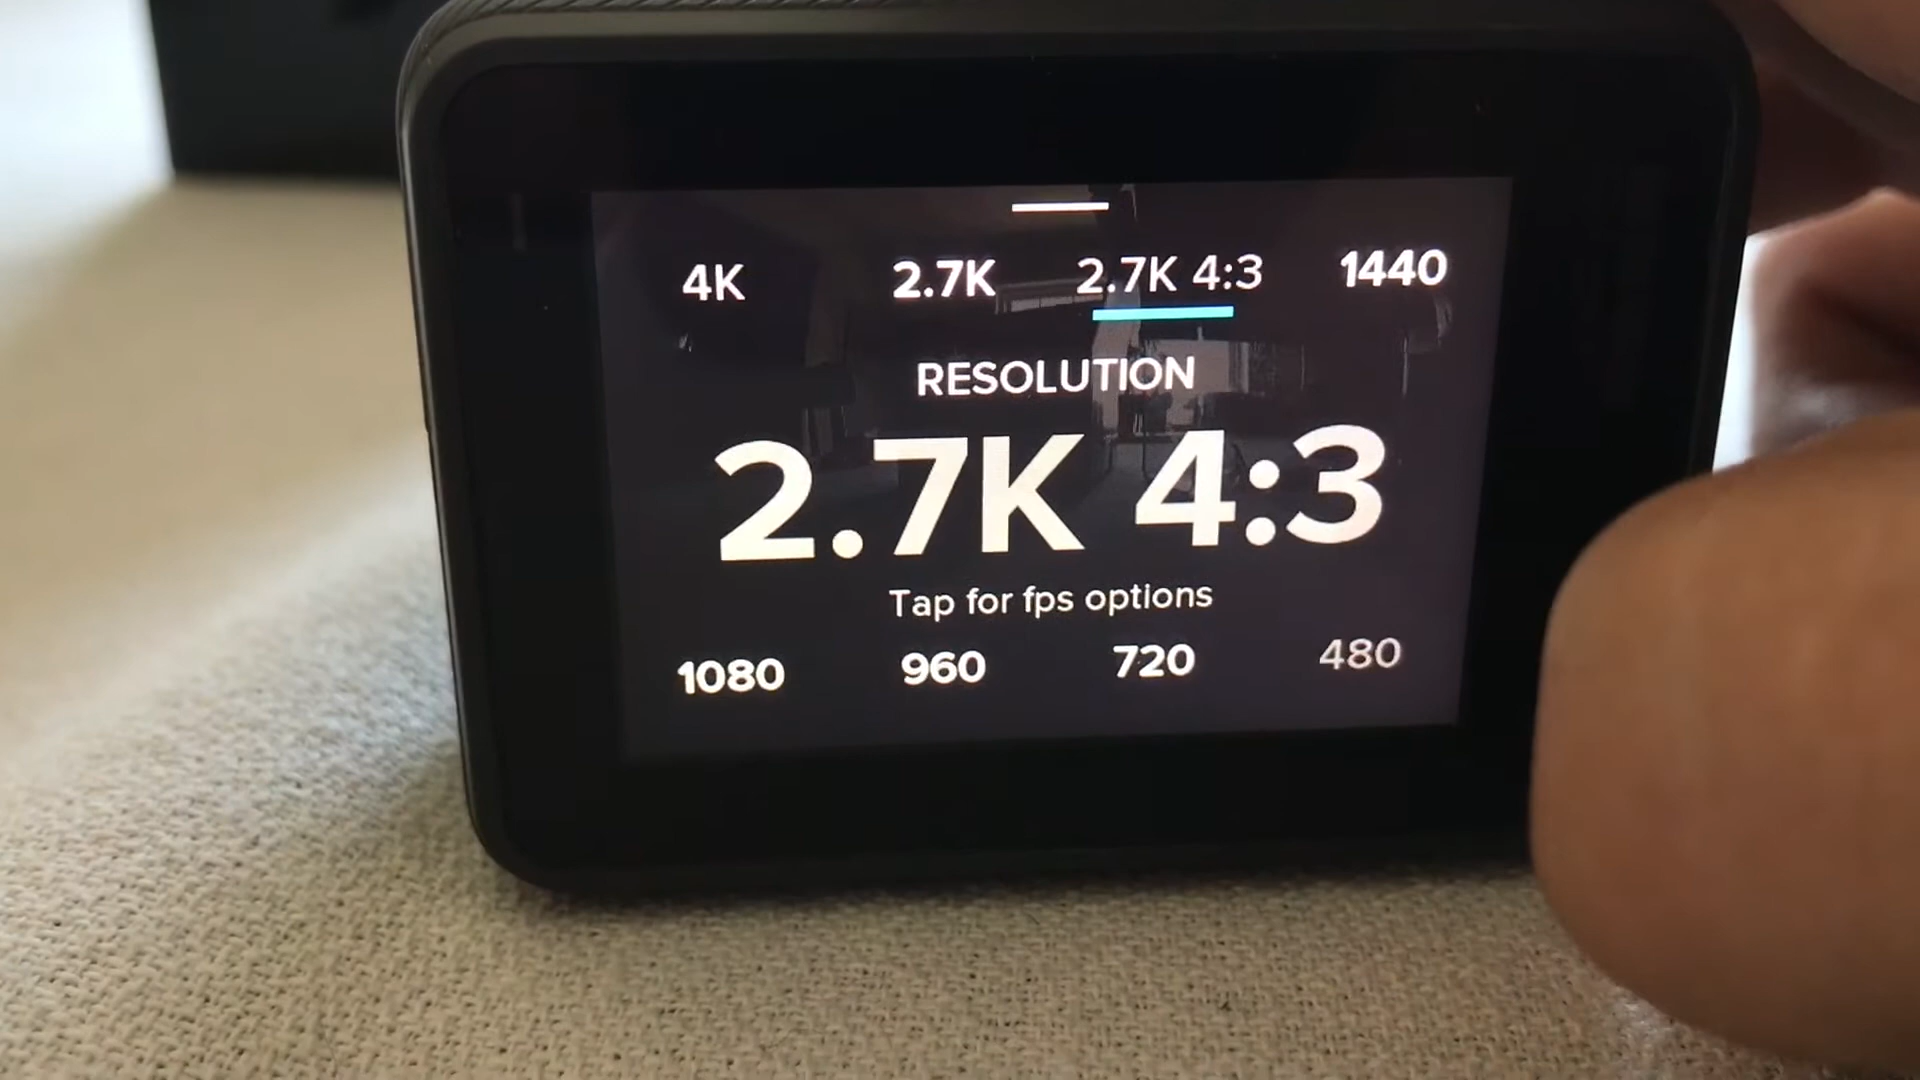 4K 2.7K 2.7K 4:3 1440
RESOLUTION
2.7K 4:3
Tap for fps options
1080 960 720 480